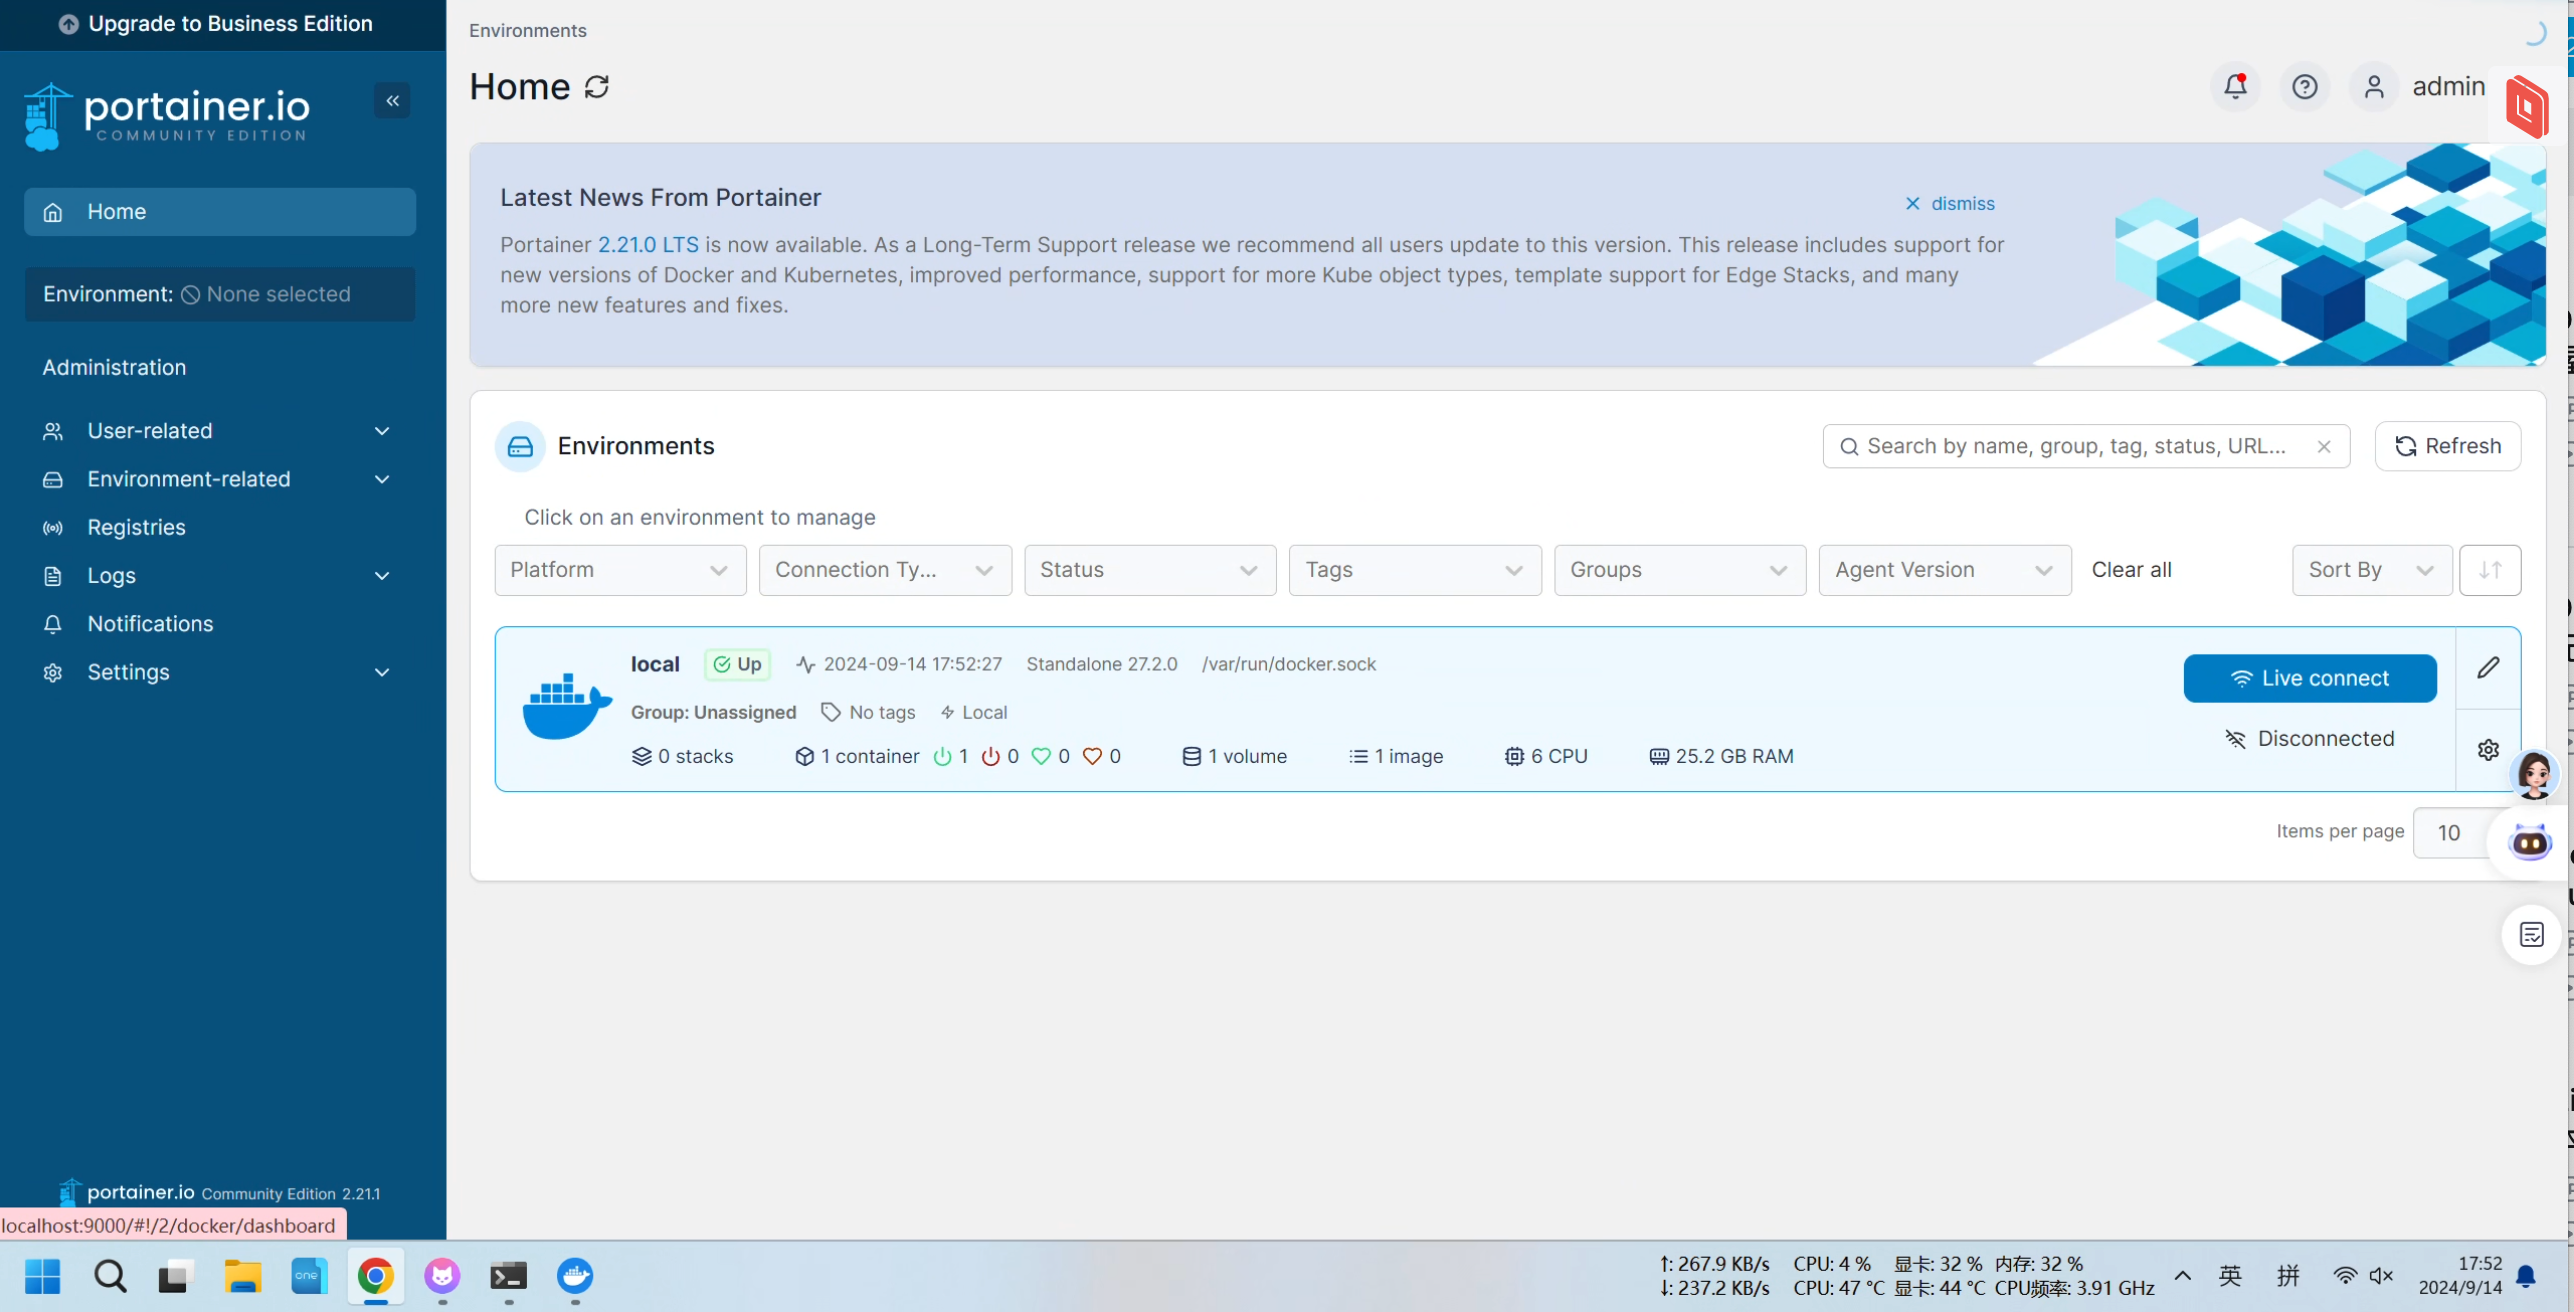 Upgrade to Business Edition
portainer.io
COMMUNITY EDITION
Home
Environment: None selected
Administration
User-related
Environment-related
Registries
Logs
Notifications
Settings
portainer.io Community Edition 2.21.1
localhost:9000/#!/2/docker/dashboard
Environments
Home
admin
Latest News From Portainer
dismiss
Portainer 2.21.0 LTS is now available. As a Long-Term Support release we recommend all users update to this version. This release includes support for
new versions of Docker and Kubernetes, improved performance, support for more Kube object types, template support for Edge Stacks, and many
more new features and fixes.
Environments
Search by name, group, tag, status, URL...
Refresh
Click on an environment to manage
Platform
Connection Ty...
Status
Tags
Groups
Agent Version
Clear all
Sort By
local Up 2024-09-14 17:52:27 Standalone 27.2.0 /var/run/docker.sock
Group: Unassigned No tags Local
0 stacks 1 container 1 0 0 0 1 volume 1 image 6 CPU 25.2 GB RAM
Live connect
Disconnected
Items per page 10
one
↑: 267.9 KB/s CPU: 4 % 显卡: 32 % 内存: 32 %
↓: 237.2 KB/s CPU: 47 °C 显卡: 44 °C CPU频率: 3.91 GHz
英
拼
17:52
2024/9/14